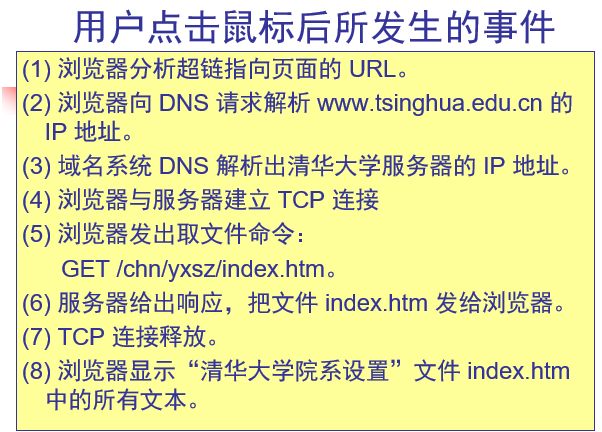 用户点击鼠标后所发生的事件
(1) 浏览器分析超链指向页面的 URL。
(2) 浏览器向 DNS 请求解析 www.tsinghua.edu.cn 的
IP 地址。
(3) 域名系统 DNS 解析出清华大学服务器的 IP 地址。
(4) 浏览器与服务器建立 TCP 连接
(5) 浏览器发出取文件命令：
GET /chn/yxsz/index.htm。
(6) 服务器给出响应，把文件 index.htm 发给浏览器。
(7) TCP 连接释放。
(8) 浏览器显示“清华大学院系设置”文件 index.htm
中的所有文本。